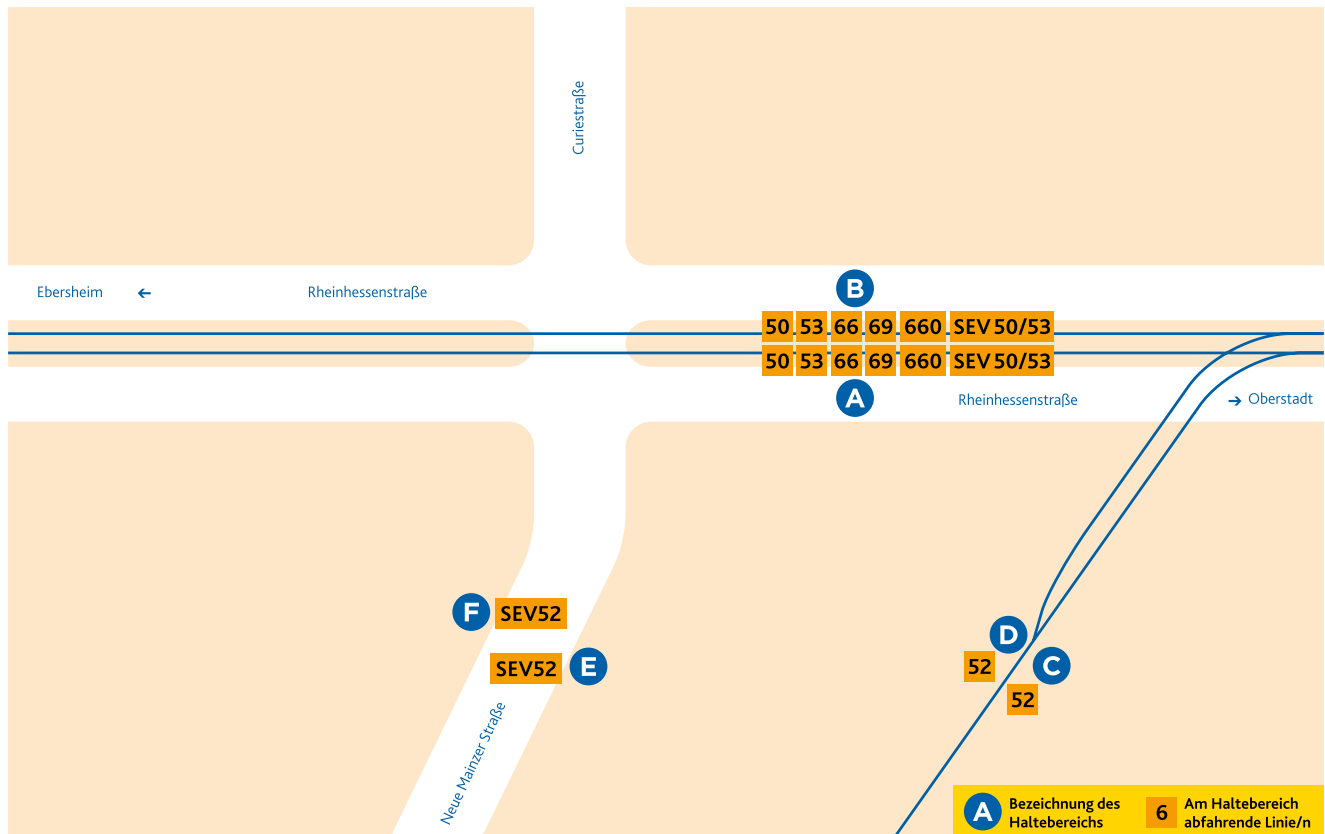 Curiestraße
Ebersheim ←
Rheinhessenstraße
B
50 53 66 69 660 SEV 50/53
50 53 66 69 660 SEV 50/53
A
Rheinhessenstraße
→ Oberstadt
F SEV52
SEV52 E
D
52
C
52
Neue Mainzer Straße
A Bezeichnung des
Haltebereichs
6 Am Haltebereich
abfahrende Linie/n